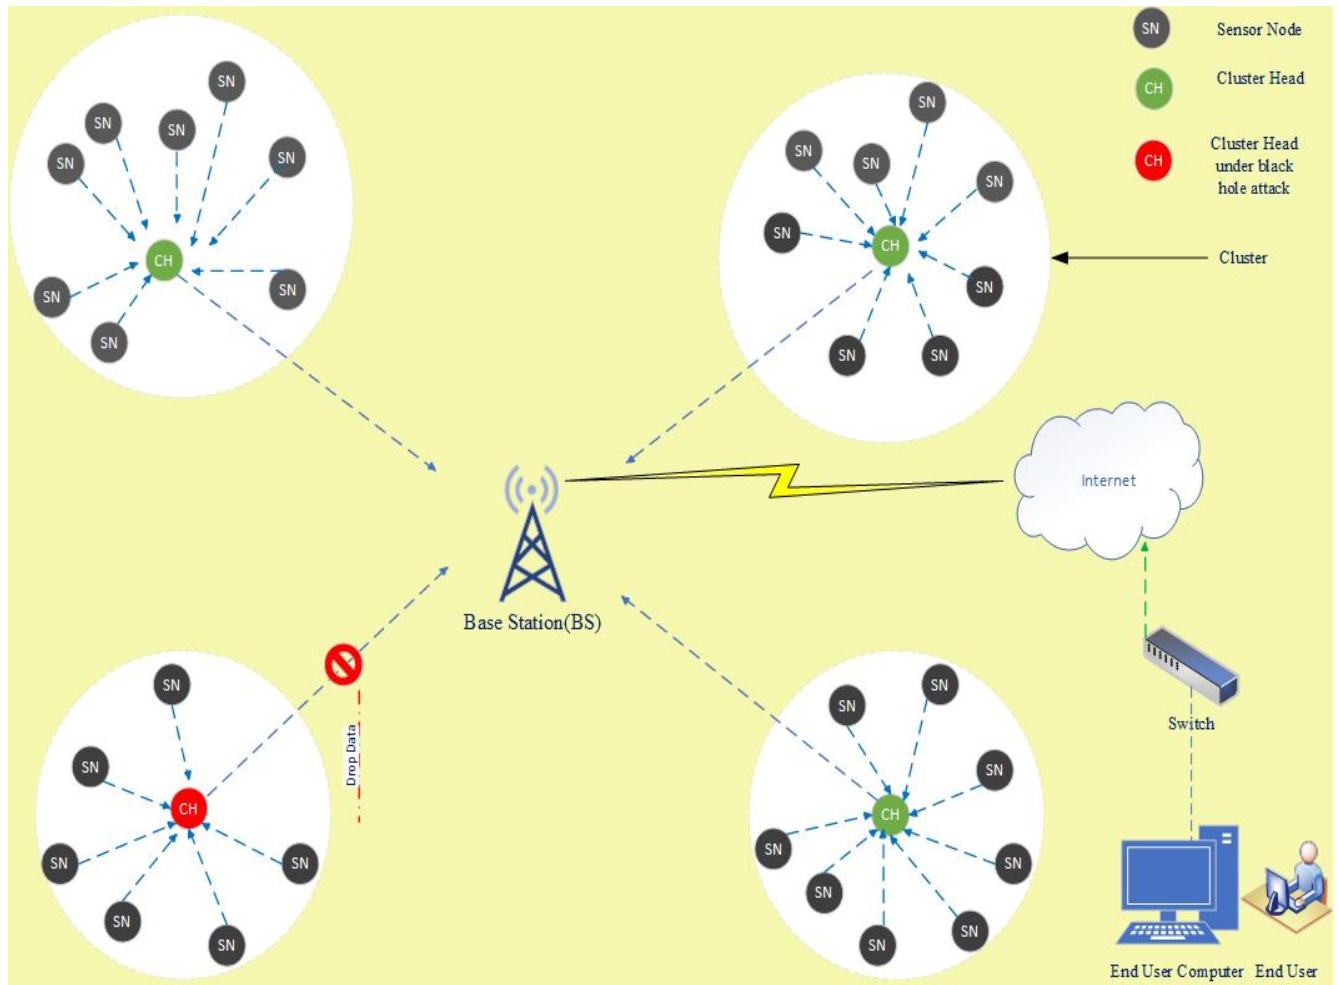 SN
Sensor Node
CH
Cluster Head
CH
Cluster Head
under black
hole attack
Cluster
SN
SN
SN
SN
SN
CH
SN
SN
SN
SN
SN
SN
SN
SN
CH
SN
SN
SN
Internet
Base Station(BS)
Switch
SN
SN
CH
SN
SN
SN
SN
Drop Data
SN
SN
SN
CH
SN
SN
SN
SN
SN
End User Computer
End User